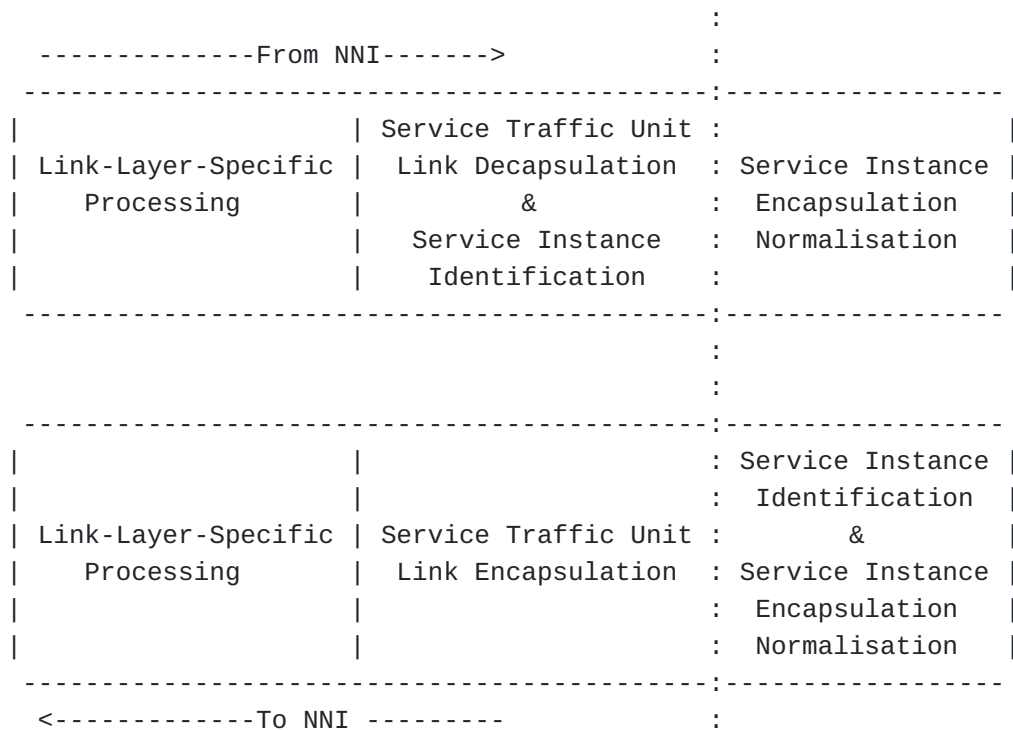 :
  --------------From NNI------->              :
 ---------------------------------------------:------------------
|                      | Service Traffic Unit :                  |
| Link-Layer-Specific |  Link Decapsulation  : Service Instance |
|    Processing       |          &           :  Encapsulation   |
|                     |   Service Instance   :  Normalisation   |
|                     |    Identification    :                  |
 ---------------------------------------------:------------------
                                              :
                                              :
 ---------------------------------------------:------------------
|                     |                      : Service Instance |
|                     |                      :  Identification  |
| Link-Layer-Specific | Service Traffic Unit :        &         |
|    Processing       |  Link Encapsulation  : Service Instance |
|                     |                      :  Encapsulation   |
|                     |                      :  Normalisation   |
 ---------------------------------------------:------------------
  <-------------To NNI ---------              :